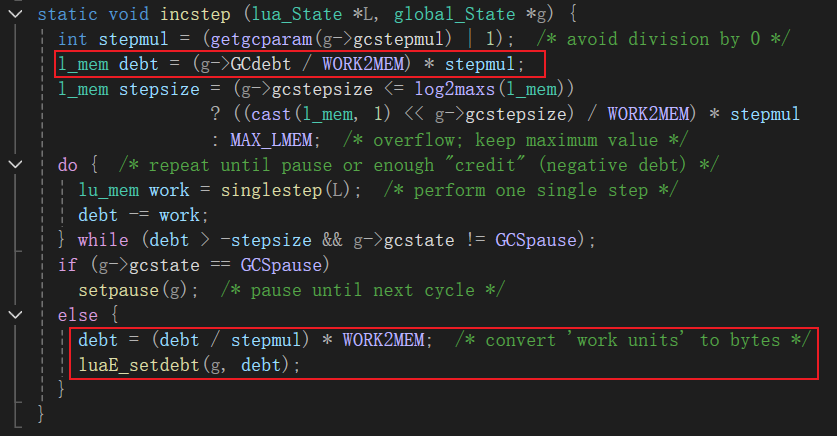 static void incstep (lua_State *L, global_State *g) {
  int stepmul = (getgcparam(g->gcstepmul) | 1);  /* avoid division by 0 */
  l_mem debt = (g->GCdebt / WORK2MEM) * stepmul;
  l_mem stepsize = (g->gcstepsize <= log2maxs(l_mem))
                 ? ((cast(l_mem, 1) << g->gcstepsize) / WORK2MEM) * stepmul
                 : MAX_LMEM;  /* overflow; keep maximum value */
  do {  /* repeat until pause or enough "credit" (negative debt) */
    lu_mem work = singlestep(L);  /* perform one single step */
    debt -= work;
  } while (debt > -stepsize && g->gcstate != GCSpause);
  if (g->gcstate == GCSpause)
    setpause(g);  /* pause until next cycle */
  else {
    debt = (debt / stepmul) * WORK2MEM;  /* convert 'work units' to bytes */
    luaE_setdebt(g, debt);
  }
}